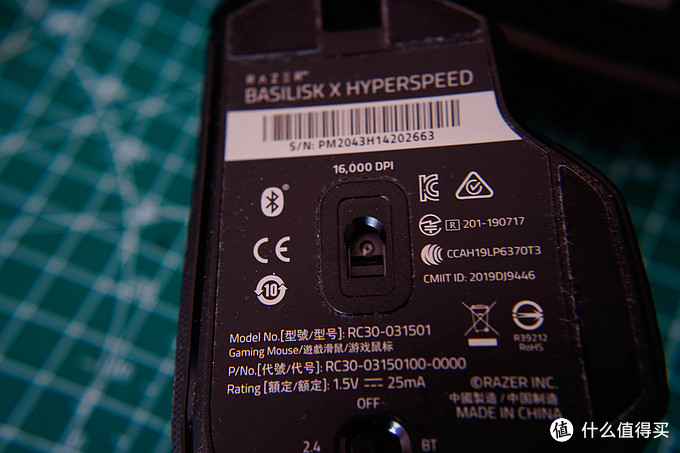 RAZER™
BASILISK X HYPERSPEED
S/N: PM2043H14202663
16,000 DPI
R 201-190717
CCAH19LP6370T3
CMIIT ID: 2019DJ9446
CE
10
R39212
RoHS
Model No.[型號/型号]: RC30-031501
Gaming Mouse/遊戲滑鼠/游戏鼠标
P/No.[代號/代号]: RC30-03150100-0000
Rating [額定/额定]: 1.5V ⎓ 25mA
©RAZER INC.
中國製造/中国制造
MADE IN CHINA
OFF
2.4
BT
值 什么值得买